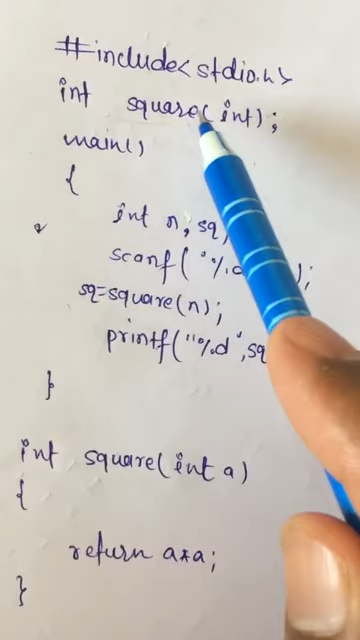 #include<stdio.h>
int square(int);
main()
{
int n, sq
scanf("%d );
sq=square(n);
printf("%d",sq
}
int square(int a)
{
return a*a;
}